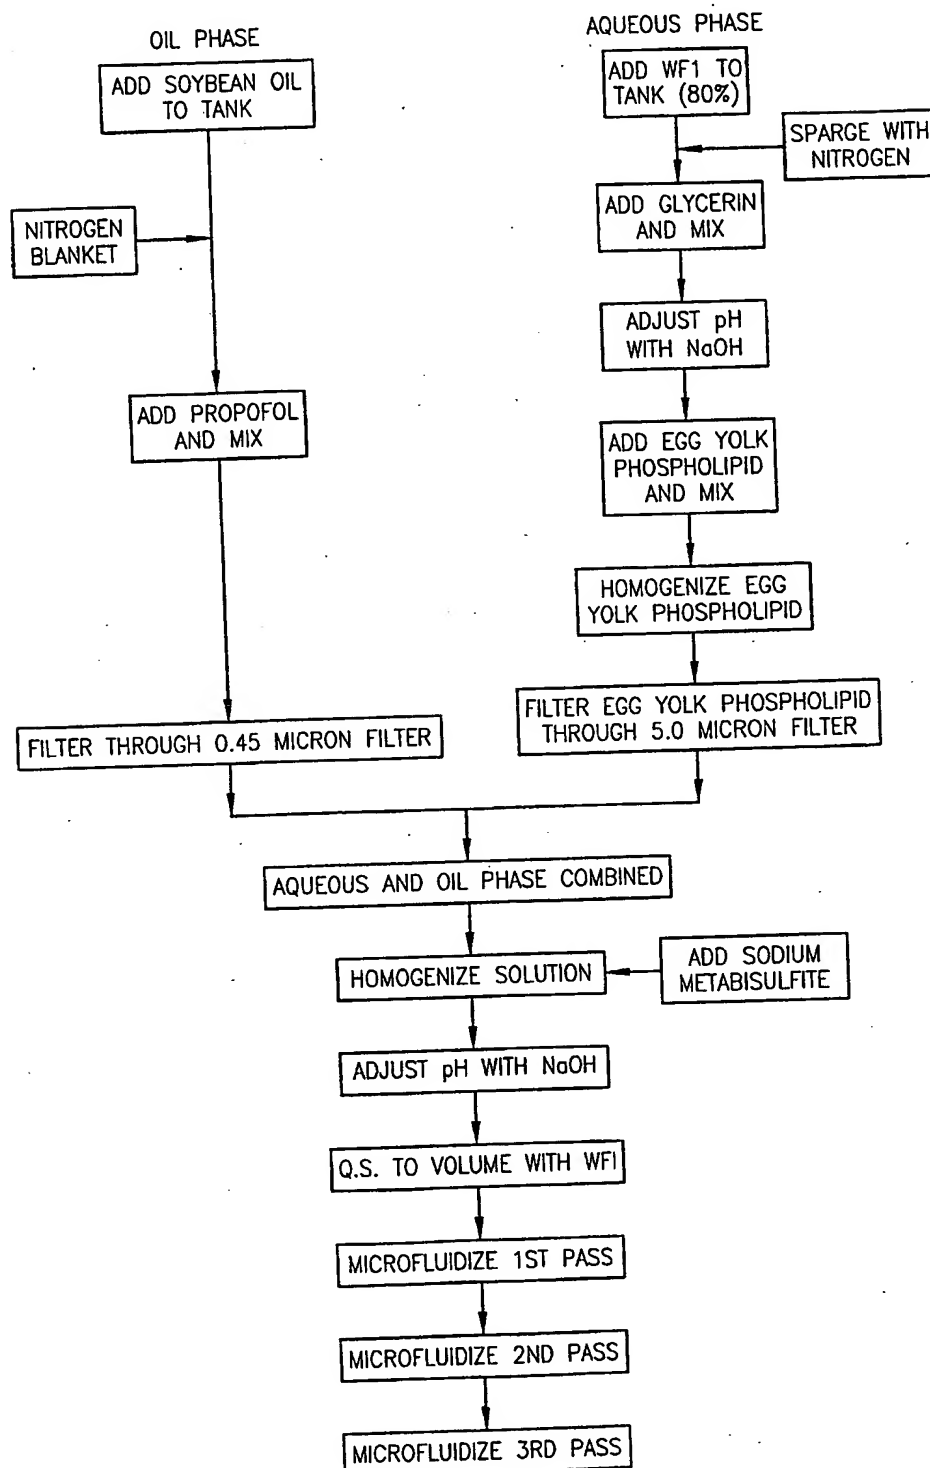 OIL PHASE
ADD SOYBEAN OIL
TO TANK
NITROGEN
BLANKET
ADD PROPOFOL
AND MIX
FILTER THROUGH 0.45 MICRON FILTER
AQUEOUS PHASE
ADD WF1 TO
TANK (80%)
SPARGE WITH
NITROGEN
ADD GLYCERIN
AND MIX
ADJUST pH
WITH NaOH
ADD EGG YOLK
PHOSPHOLIPID
AND MIX
HOMOGENIZE EGG
YOLK PHOSPHOLIPID
FILTER EGG YOLK PHOSPHOLIPID
THROUGH 5.0 MICRON FILTER
AQUEOUS AND OIL PHASE COMBINED
HOMOGENIZE SOLUTION
ADD SODIUM
METABISULFITE
ADJUST pH WITH NaOH
Q.S. TO VOLUME WITH WFI
MICROFLUIDIZE 1ST PASS
MICROFLUIDIZE 2ND PASS
MICROFLUIDIZE 3RD PASS